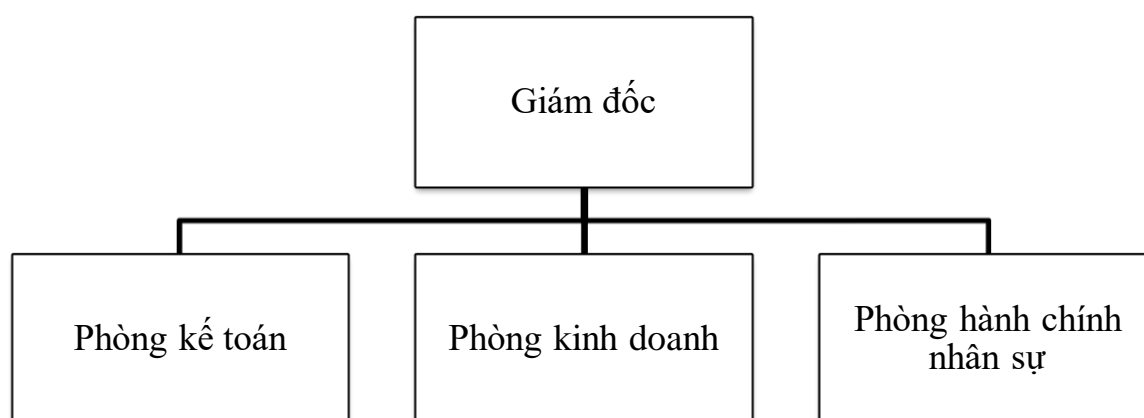 Giám đốc
Phòng kế toán
Phòng kinh doanh
Phòng hành chính
nhân sự